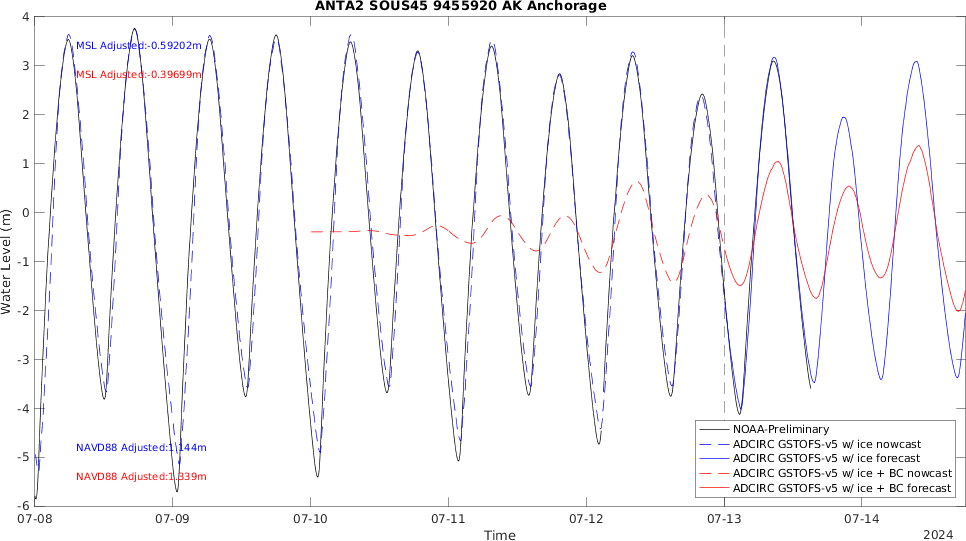 ANTA2 SOUS45 9455920 AK Anchorage
MSL Adjusted:-0.59202m
MSL Adjusted:-0.39699m
NAVD88 Adjusted:1.144m
NAVD88 Adjusted:1.339m
Water Level (m)
4
3
2
1
0
-1
-2
-3
-4
-5
-6
NOAA-Preliminary
ADCIRC GSTOFS-v5 w/ ice nowcast
ADCIRC GSTOFS-v5 w/ ice forecast
ADCIRC GSTOFS-v5 w/ ice + BC nowcast
ADCIRC GSTOFS-v5 w/ ice + BC forecast
07-08 07-09 07-10 07-11 07-12 07-13 07-14
Time
2024